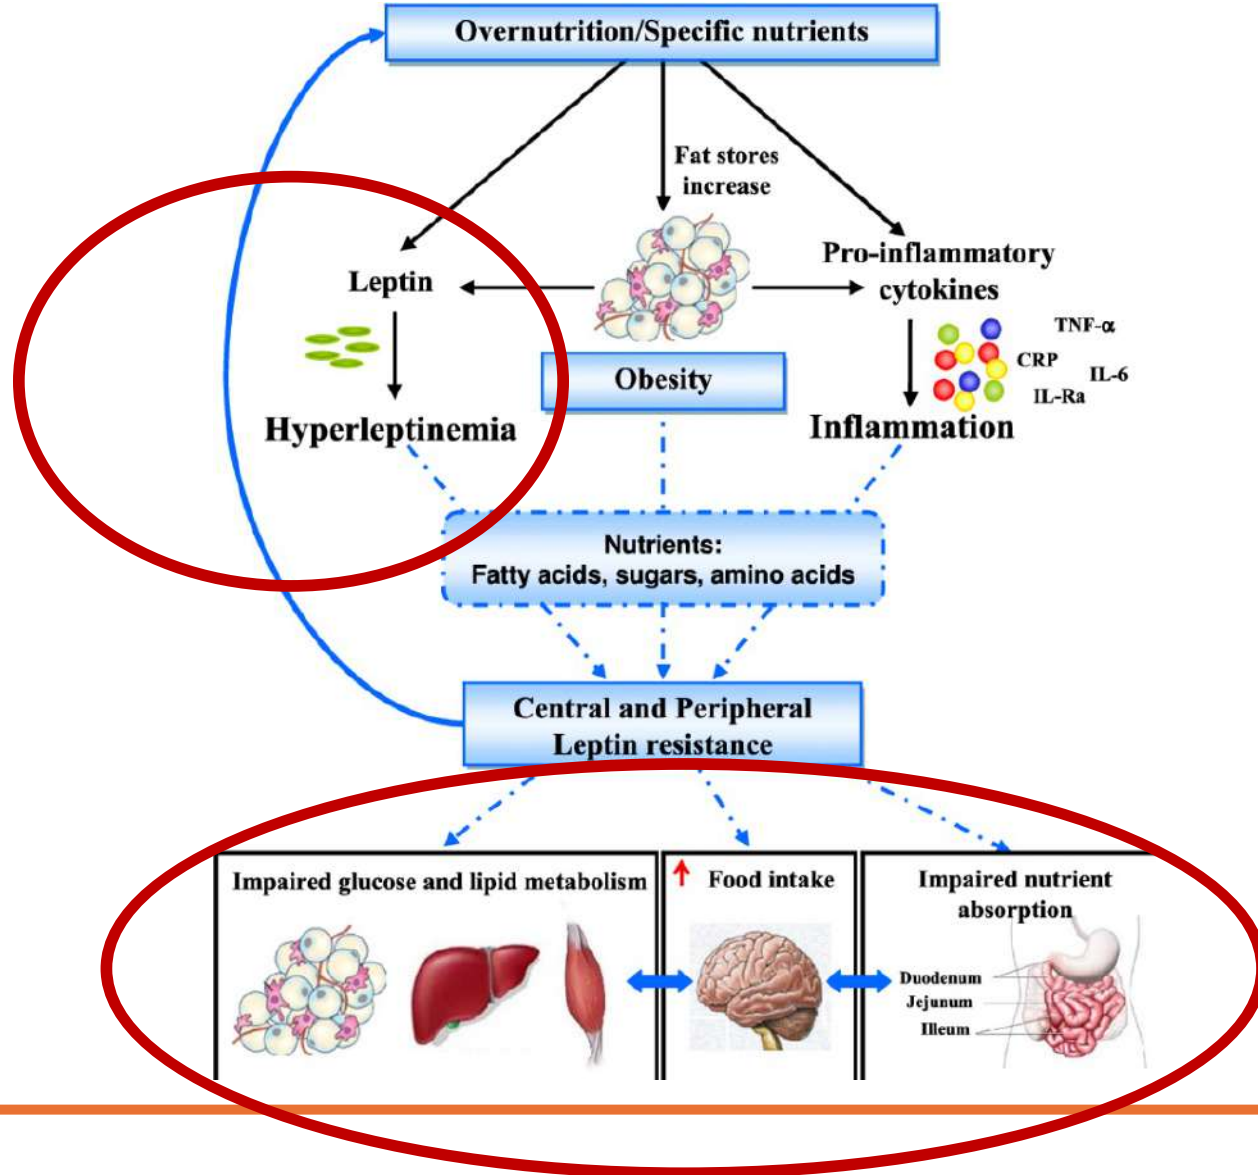 Overnutrition/Specific nutrients
Fat stores
increase
Leptin
Pro-inflammatory
cytokines
TNF-α
CRP
IL-6
IL-Ra
Obesity
Hyperleptinemia
Inflammation
Nutrients:
Fatty acids, sugars, amino acids
Central and Peripheral
Leptin resistance
Impaired glucose and lipid metabolism
Food intake
Impaired nutrient
absorption
Duodenum
Jejunum
Illeum